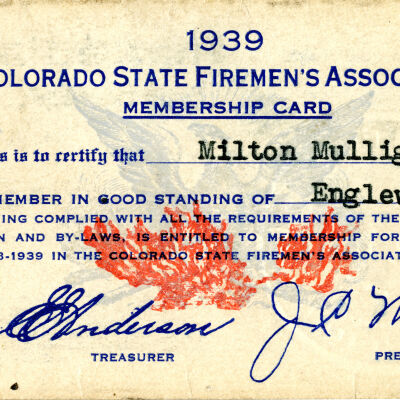 1939
OLORADO STATE FIREMEN'S ASSOC
MEMBERSHIP CARD
s is to certify that Milton Mullig
EMBER IN GOOD STANDING OF Englew
ING COMPLIED WITH ALL THE REQUIREMENTS OF THE
N AND BY-LAWS, IS ENTITLED TO MEMBERSHIP FOR
8-1939 IN THE COLORADO STATE FIREMEN'S ASSOCIAT
Anderson J P
TREASURER PRE